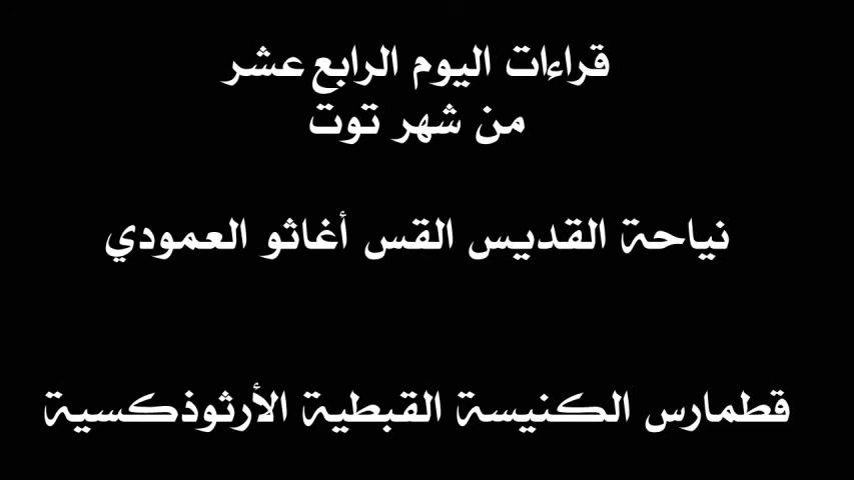 قراءات اليوم الرابع عشر
من شهر توت
نياحة القديس القس أغاثو العمودي
قطمارس الكنيسة القبطية الأرثوذكسية